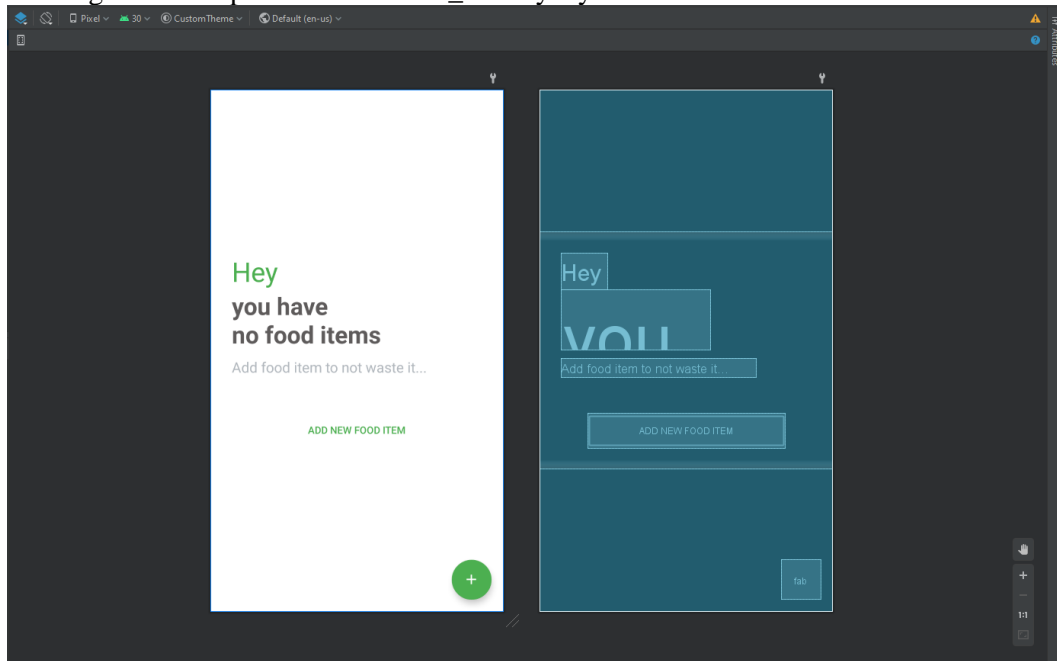 Pixel 30 CustomTheme Default (en-us)
Attributes
Hey
you have
no food items
Add food item to not waste it...
ADD NEW FOOD ITEM
+
Hey
you
Add food item to not waste it...
ADD NEW FOOD ITEM
fab
+
-
1:1